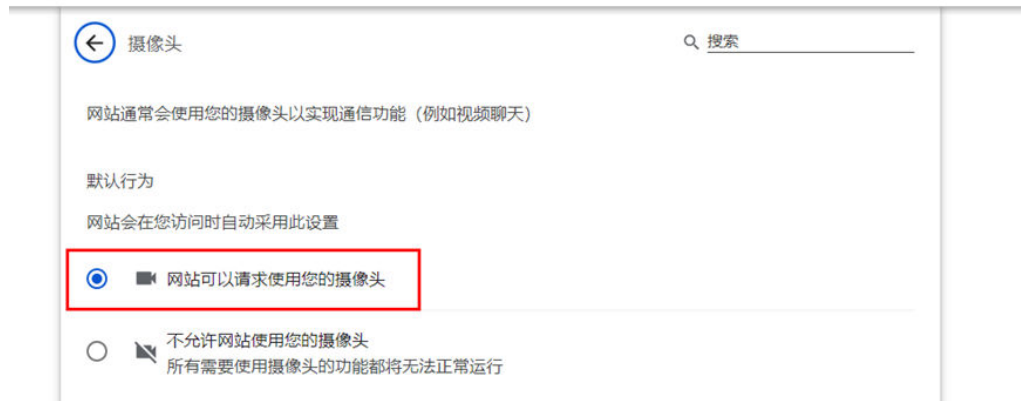 摄像头
搜索
网站通常会使用您的摄像头以实现通信功能（例如视频聊天）
默认行为
网站会在您访问时自动采用此设置
网站可以请求使用您的摄像头
不允许网站使用您的摄像头
所有需要使用摄像头的功能都将无法正常运行